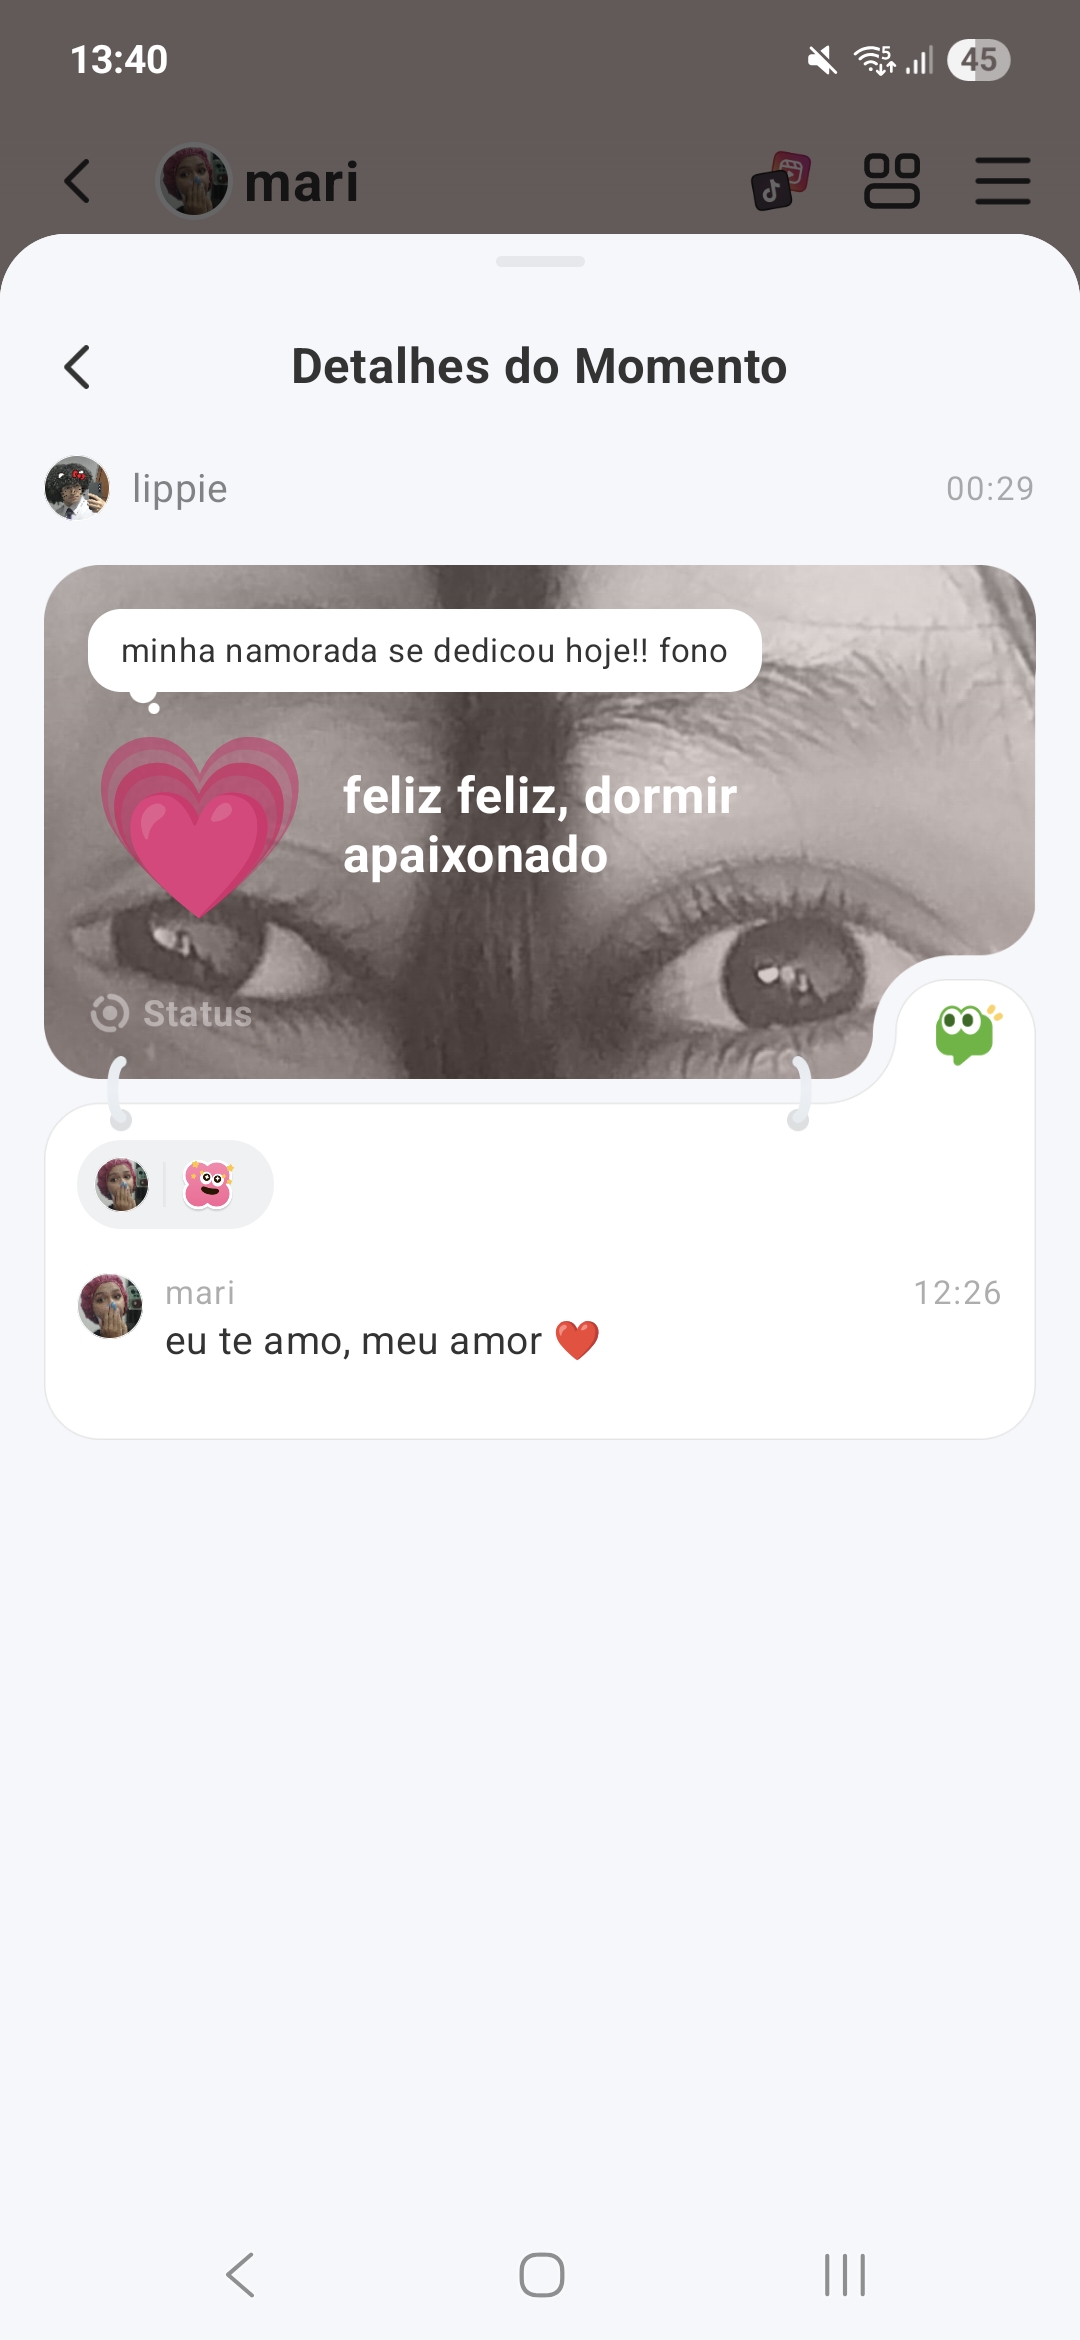 13:40
5
45
mari
Detalhes do Momento
lippie
00:29
minha namorada se dedicou hoje!! fono
feliz feliz, dormir
apaixonado
Status
mari
12:26
eu te amo, meu amor ❤️